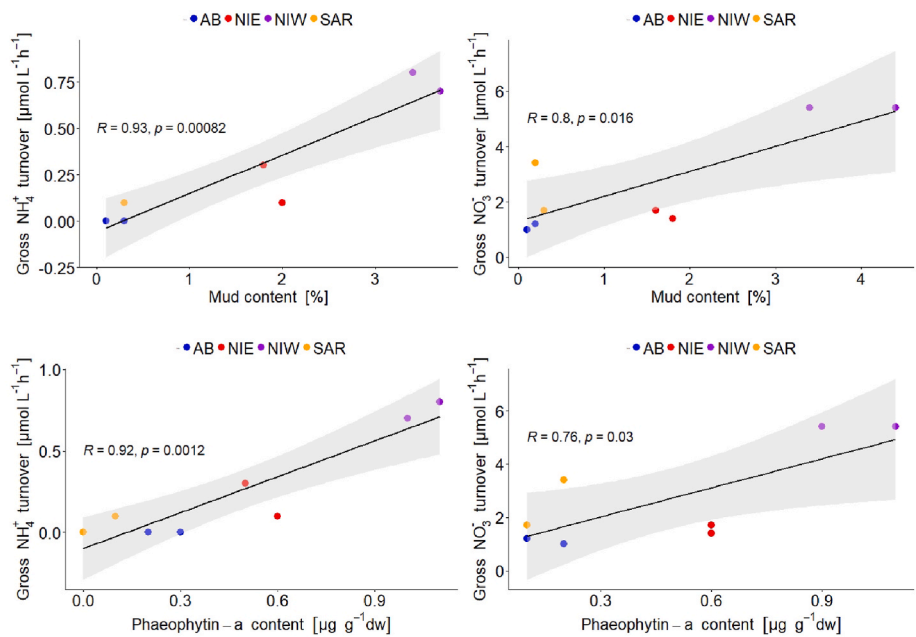 AB NIE NIW SAR
Gross NH₄⁺ turnover [µmol L⁻¹h⁻¹]
0.75
0.50
0.25
0.00
-0.25
R = 0.93, p = 0.00082
0 1 2 3
Mud content [%]
AB NIE NIW SAR
Gross NO₃⁻ turnover [µmol L⁻¹h⁻¹]
6
4
2
0
R = 0.8, p = 0.016
0 1 2 3 4
Mud content [%]
AB NIE NIW SAR
Gross NH₄⁺ turnover [µmol L⁻¹h⁻¹]
1.0
0.5
0.0
R = 0.92, p = 0.0012
0.0 0.3 0.6 0.9
Phaeophytin – a content [µg g⁻¹dw]
AB NIE NIW SAR
Gross NO₃⁻ turnover [µmol L⁻¹h⁻¹]
6
4
2
0
R = 0.76, p = 0.03
0.3 0.6 0.9
Phaeophytin – a content [µg g⁻¹dw]